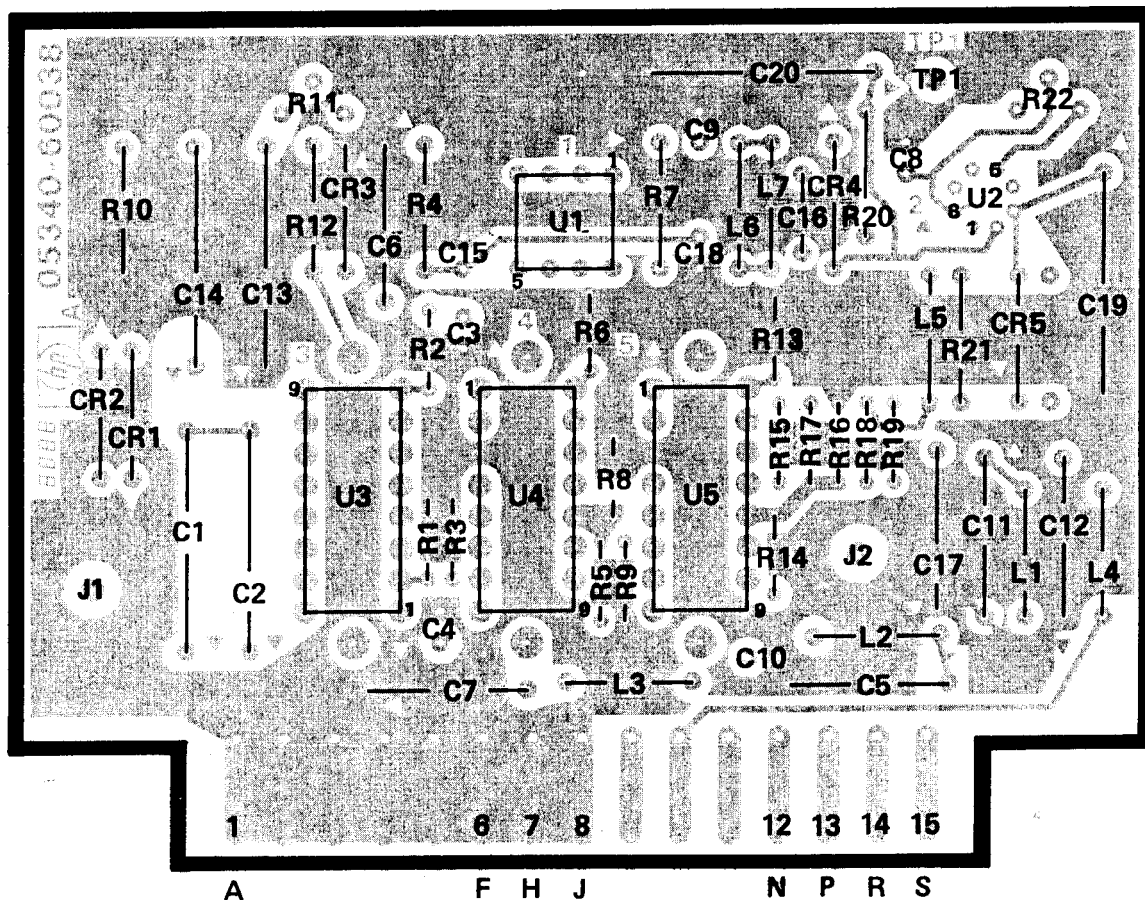 TP1
C20
TP1
05340-60038
R11
R22
C9
C8
1
1
R10
CR3
R12
R4
R7
L7
CR4
6
U2
8
1
2
A
C6
U1
L6
C16
R20
C15
C18
5
C14
C13
C3
4
R6
R13
L5
R21
CR5
C19
A
hp
R2
3
5
CR2
CR1
9
1
1
R15
R17
R16
R18
R19
U3
U4
R8
U5
C1
R1
R3
C11
C12
R14
J2
C17
J1
C2
R5
R9
L1
L4
1
9
9
C4
C10
L2
C7
L3
C5
1
6
7
8
12
13
14
15
A
F
H
J
N
P
R
S